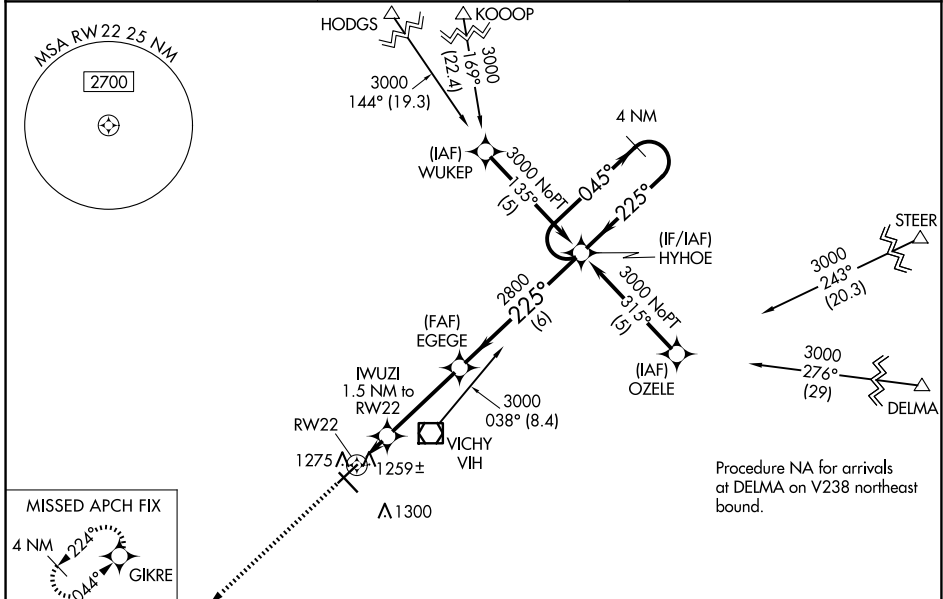 MSA RW22 25 NM
2700
HODGS
KOOOP
3000
169°
(22.4)
3000
144° (19.3)
4 NM
(IAF)
WUKEP
3000 NoPT
135°
(5)
045°
225°
(IF/IAF)
HYHOE
STEER
3000
243°
(20.3)
2800
225°
(6)
3000 NoPT
315°
(5)
(FAF)
EGEGE
(IAF)
OZELE
3000
276°
(29)
DELMA
IWUZI
1.5 NM to
RW22
3000
038° (8.4)
RW22
VICHY
VIH
1275
1259±
1300
Procedure NA for arrivals
at DELMA on V238 northeast
bound.
MISSED APCH FIX
4 NM
224°
044°
GIKRE